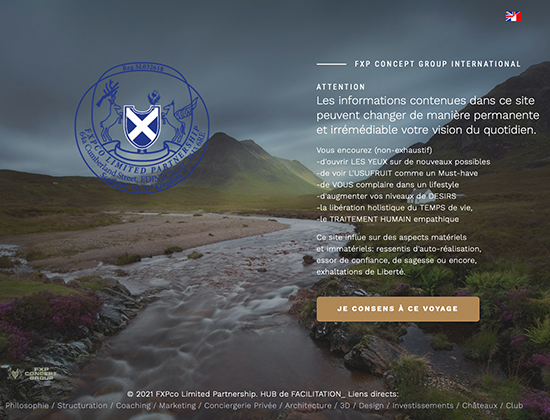 FXP CONCEPT GROUP INTERNATIONAL
ATTENTION
Les informations contenues dans ce site
peuvent changer de manière permanente
et irrémédiable votre vision du quotidien.
Vous encourez (non-exhaustif)
-d'ouvrir LES YEUX sur de nouveaux possibles
-de voir L'USUFRUIT comme un Must-have
-de VOUS complaire dans un lifestyle
-d'augmenter vos niveaux de DESIRS
-la libération holistique du TEMPS de vie,
-le TRAITEMENT HUMAIN empathique
Ce site influe sur des aspects matériels
et immatériels: ressentis d'auto-réalisation,
essor de confiance, de sagesse ou encore,
exhaltations de Liberté.
JE CONSENS À CE VOYAGE
FXPCO LIMITED PARTNERSHIP
Cumberland Street,
FXP
CONCEPT
GROUP
© 2021 FXPco Limited Partnership. HUB de FACILITATION_ Liens directs:
Philosophie / Structuration / Coaching / Marketing / Conciergerie Privée / Architecture / 3D / Design / Investissements / Châteaux / Club